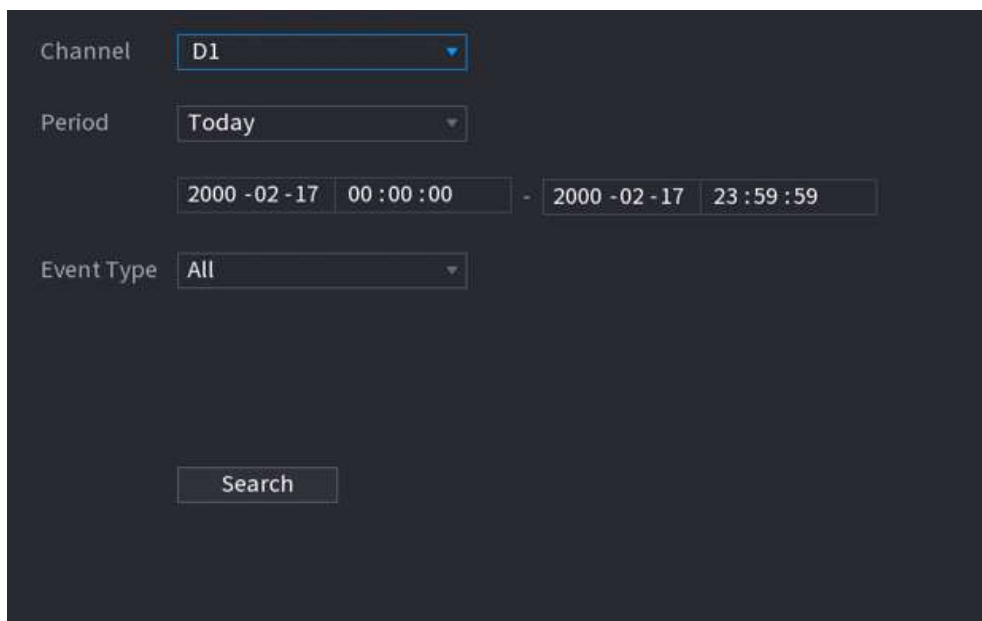 Channel D1
Period Today
2000 -02 -17 00 :00 :00 - 2000 -02 -17 23 :59 :59
Event Type All
Search